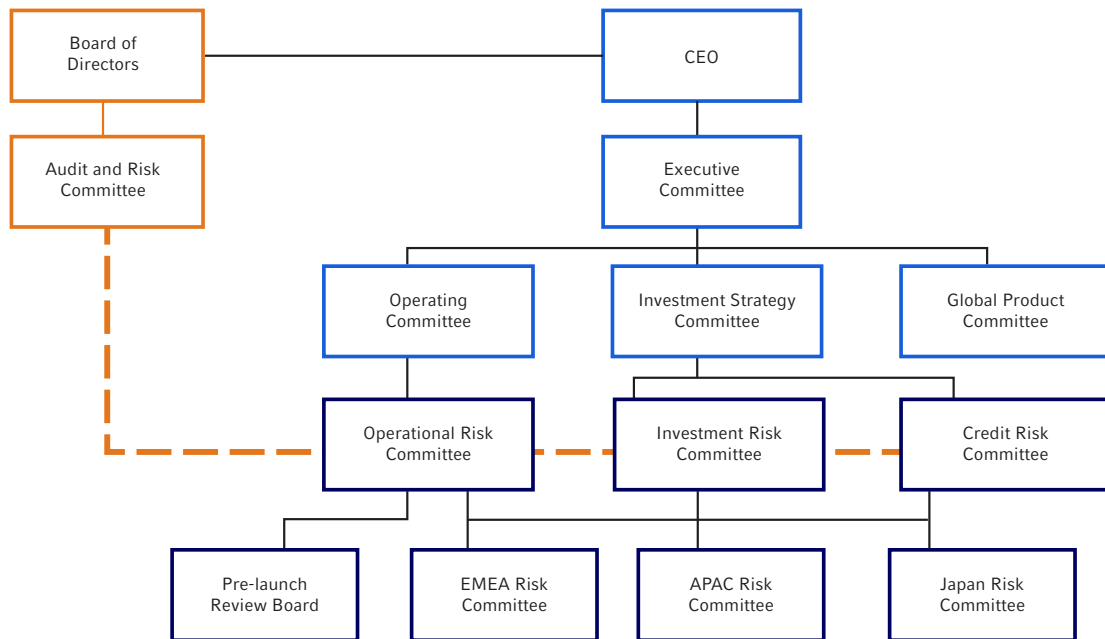 Board of
Directors
CEO
Audit and Risk
Committee
Executive
Committee
Operating
Committee
Investment Strategy
Committee
Global Product
Committee
Operational Risk
Committee
Investment Risk
Committee
Credit Risk
Committee
Pre-launch
Review Board
EMEA Risk
Committee
APAC Risk
Committee
Japan Risk
Committee